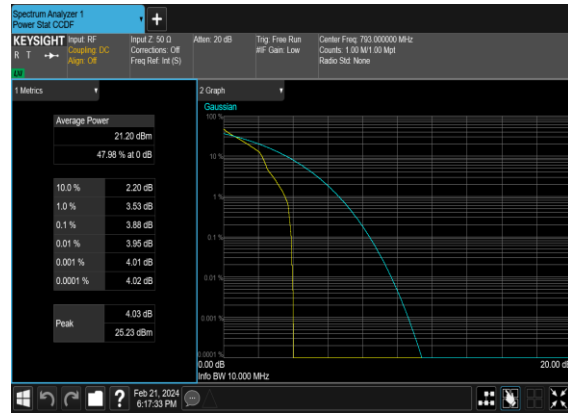 Spectrum Analyzer 1
Power Stat CCDF
KEYSIGHT
R T
LW
Input: RF
Coupling: DC
Align: Off
Input Z: 50 Ω
Corrections: Off
Freq Ref: Int (S)
Atten: 20 dB
Trig: Free Run
#IF Gain: Low
Center Freq: 793.000000 MHz
Counts: 1.00 M/1.00 Mpt
Radio Std: None
1 Metrics
Average Power
21.20 dBm
47.98 % at 0 dB
10.0 % 2.20 dB
1.0 % 3.53 dB
0.1 % 3.88 dB
0.01 % 3.95 dB
0.001 % 4.01 dB
0.0001 % 4.02 dB
Peak
4.03 dB
25.23 dBm
2 Graph
Gaussian
100 %
10 %
1 %
0.1 %
0.01 %
0.001 %
0.0001 %
0.00 dB 20.00 dB
Info BW 10.000 MHz
?
Feb 21, 2024
6:17:33 PM